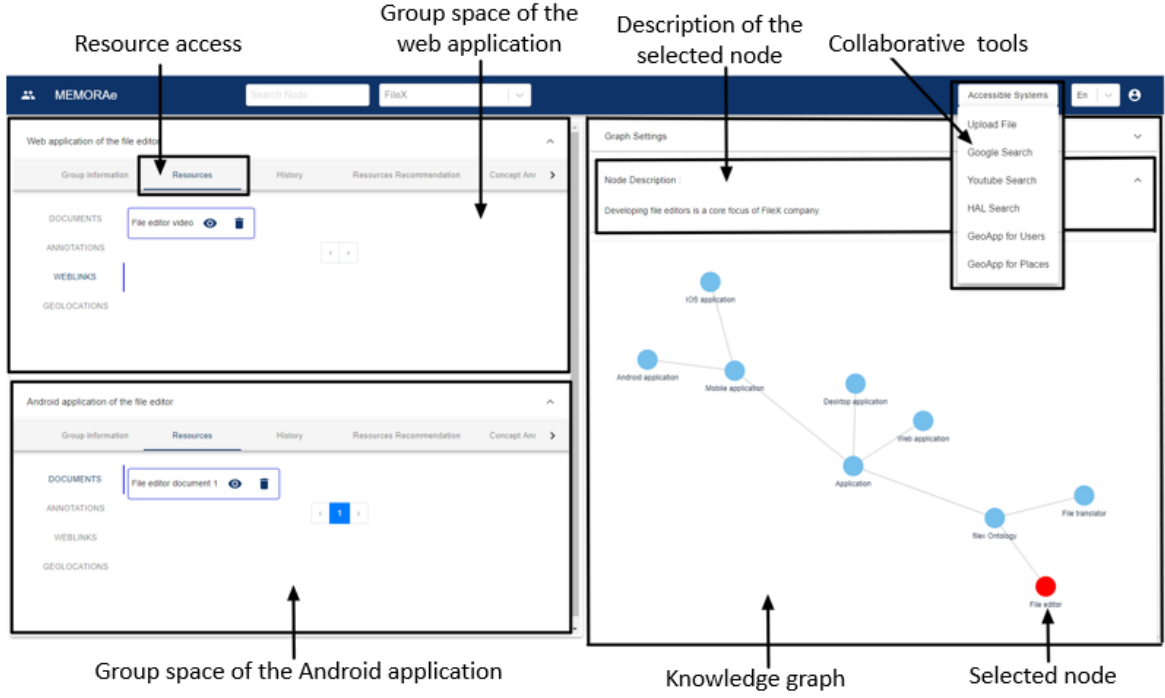 Group space of the
web application
Description of the
selected node
Resource access
Collaborative tools
MEMORAe
Search Node
FileX
Accessible Systems
En
Upload File
Google Search
Youtube Search
HAL Search
GeoApp for Users
GeoApp for Places
Web application of the file editor
Group information
Resources
History
Resources Recommendation
Concept Ann
DOCUMENTS
ANNOTATIONS
WEBLINKS
GEOLOCATIONS
File editor video
Android application of the file editor
Group information
Resources
History
Resources Recommendation
Concept Ann
DOCUMENTS
ANNOTATIONS
WEBLINKS
GEOLOCATIONS
File editor document 1
1
Graph Settings
Node Description :
Developing file editors is a core focus of FileX company.
IOS application
Android application
Mobile application
Desktop application
Web application
Application
File translator
filex Ontology
File editor
Group space of the Android application
Knowledge graph
Selected node